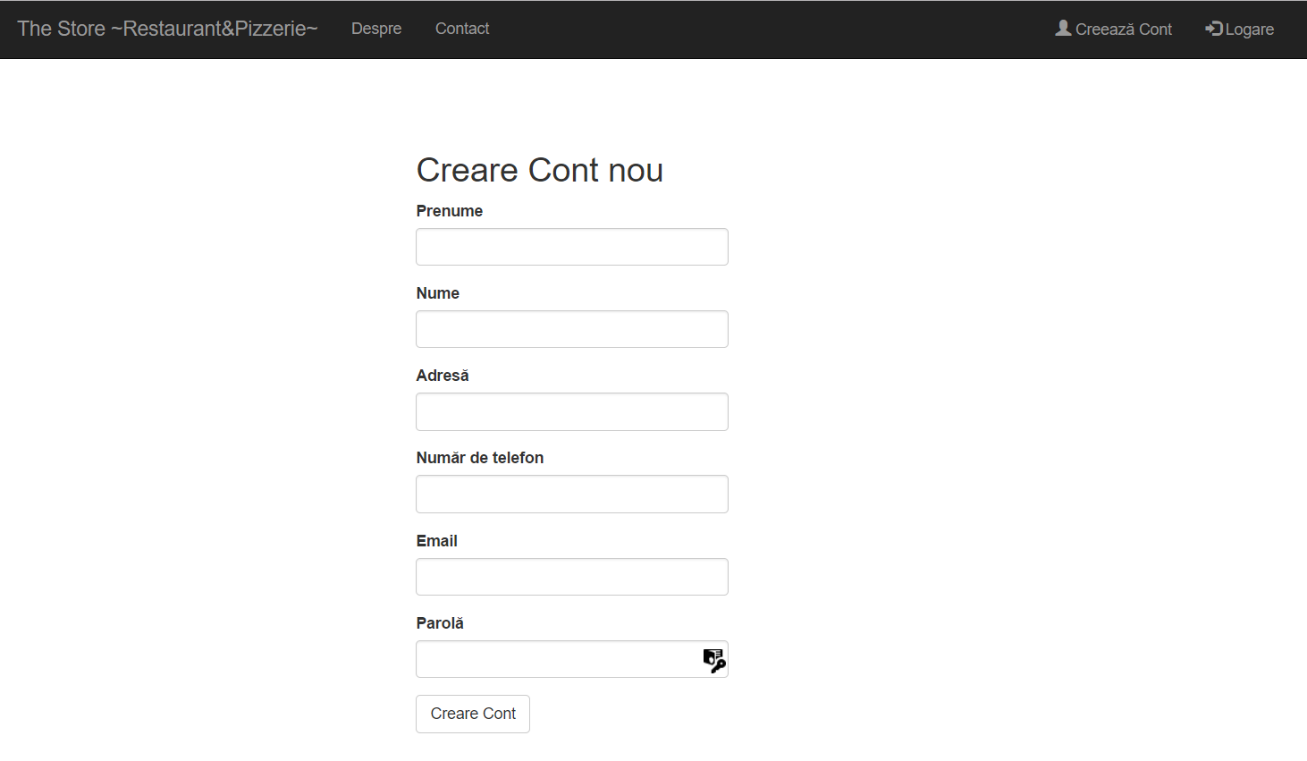 The Store ~Restaurant&Pizzerie~ Despre Contact Creează Cont Logare
Creare Cont nou
Prenume
Nume
Adresă
Număr de telefon
Email
Parolă
Creare Cont